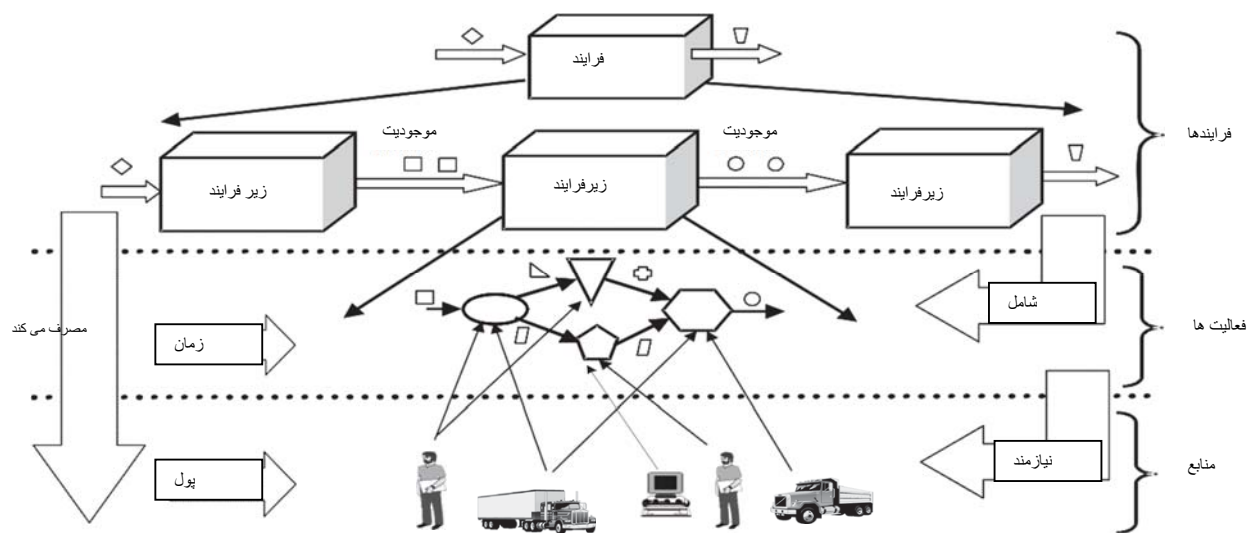 فرایند
فرایندها
موجودیت
موجودیت
زیر فرایند
زیرفرایند
زیرفرایند
شامل
فعالیت ها
مصرف می کند
زمان
نیازمند
منابع
پول